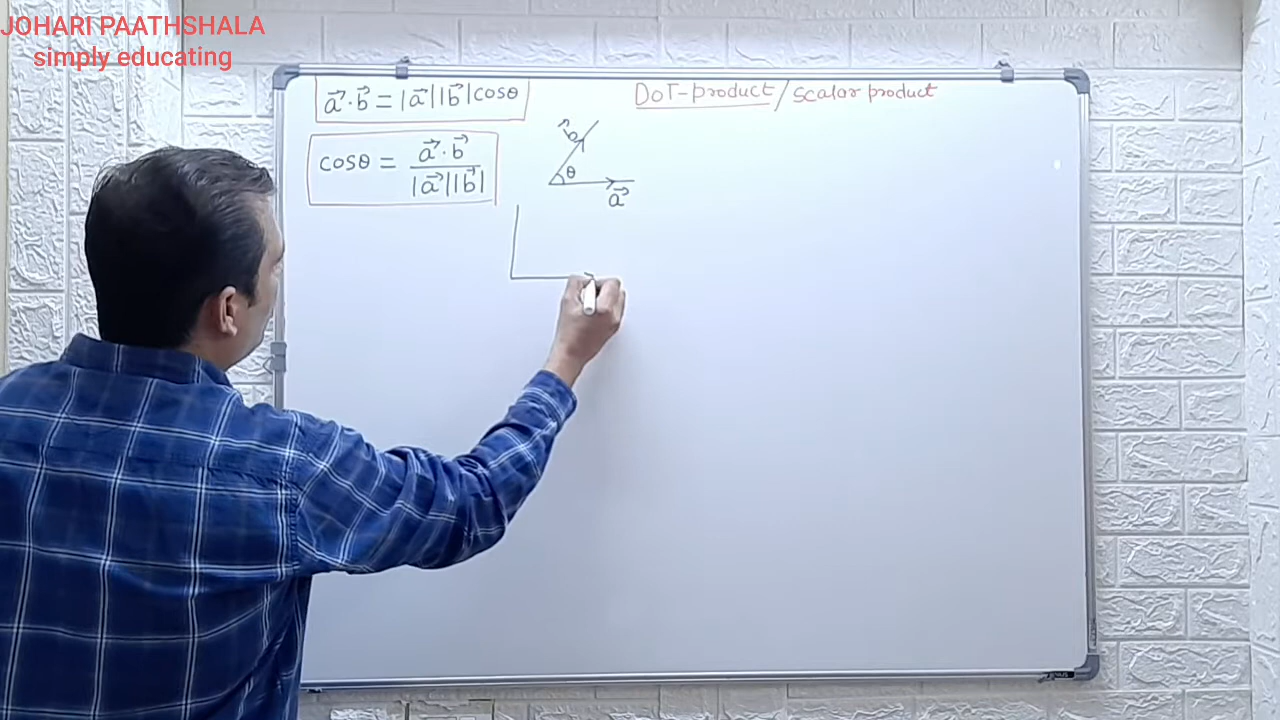 JOHARI PAATHSHALA
simply educating
a⃗ · b⃗ = |a⃗||b⃗|cosθ
DOT-product / scalar product
cosθ = a⃗ · b⃗ / |a⃗||b⃗|
b⃗
θ
a⃗